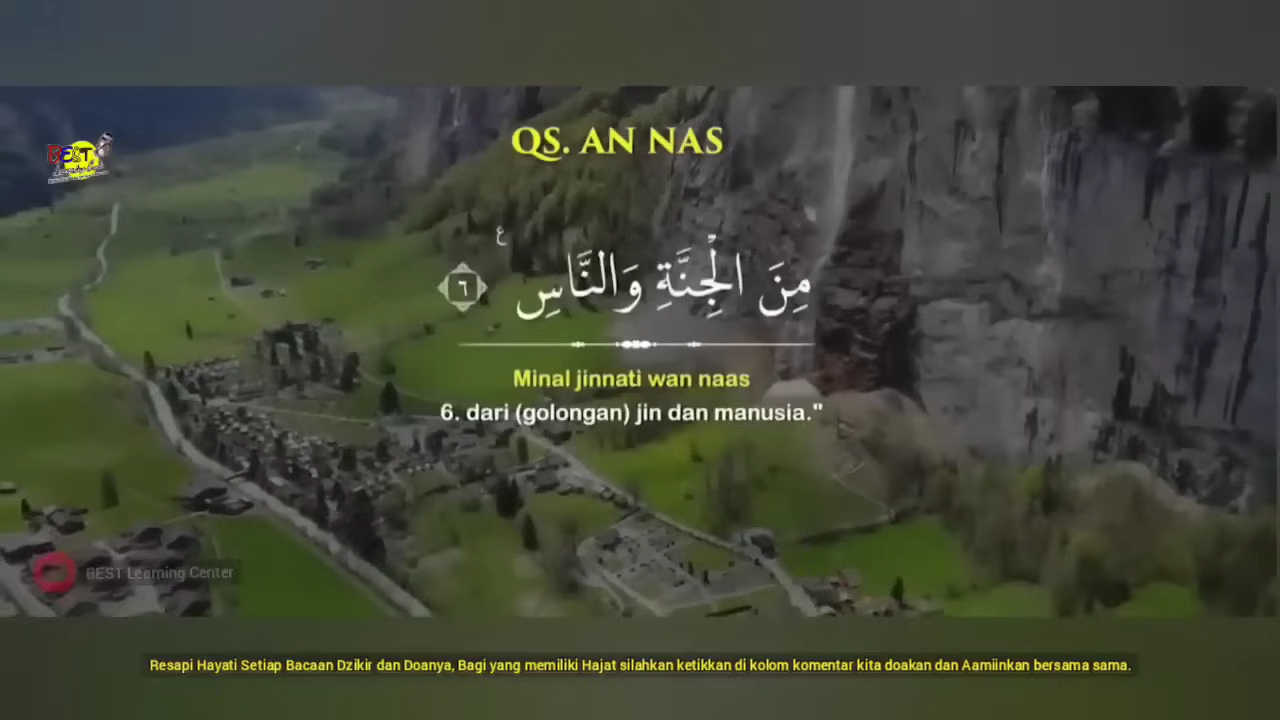 QS. AN NAS
BEST
مِنَ الْجِنَّةِ وَالنَّاسِ ۝٦ ع
Minal jinnati wan naas
6. dari (golongan) jin dan manusia."
BEST Learning Center
Resapi Hayati Setiap Bacaan Dzikir dan Doanya, Bagi yang memiliki Hajat silahkan ketikkan di kolom komentar kita doakan dan Aamiinkan bersama sama.